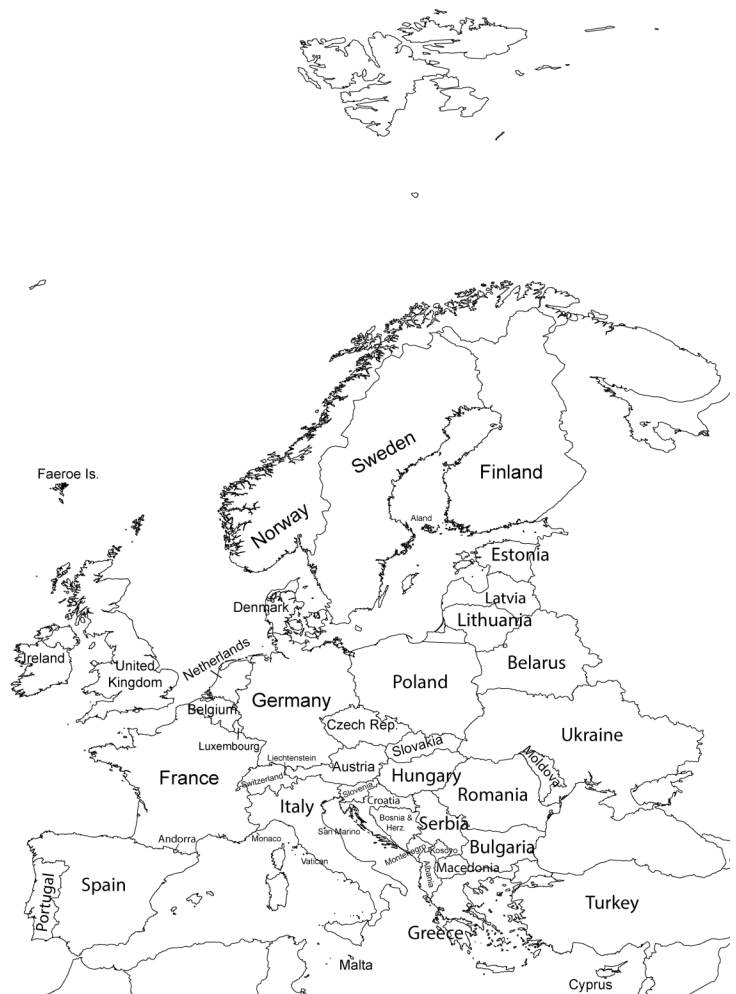 Faeroe Is.
Sweden
Finland
Norway
Aland
Estonia
Latvia
Lithuania
Denmark
Ireland
United
Kingdom
Netherlands
Belarus
Poland
Germany
Belgium
Czech Rep.
Ukraine
Luxembourg
Slovakia
Moldova
Liechtenstein
Austria
France
Switzerland
Hungary
Slovenia
Romania
Croatia
Italy
Bosnia &
Herz.
Serbia
San Marino
Andorra
Monaco
Montenegro
Kosovo
Bulgaria
Vatican
Macedonia
Albania
Portugal
Spain
Turkey
Greece
Malta
Cyprus